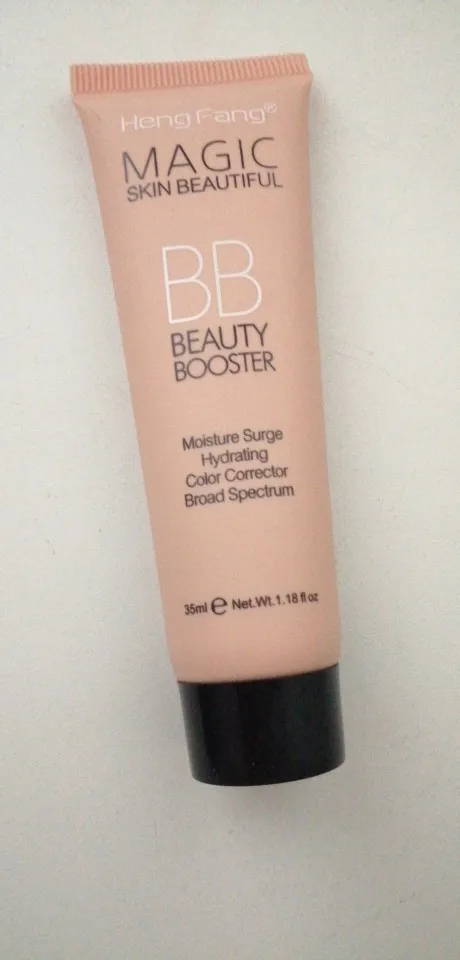 Heng Fang®
MAGIC
SKIN BEAUTIFUL
BB
BEAUTY
BOOSTER
Moisture Surge
Hydrating
Color Corrector
Broad Spectrum
35ml ℮ Net.Wt.1.18 fl oz